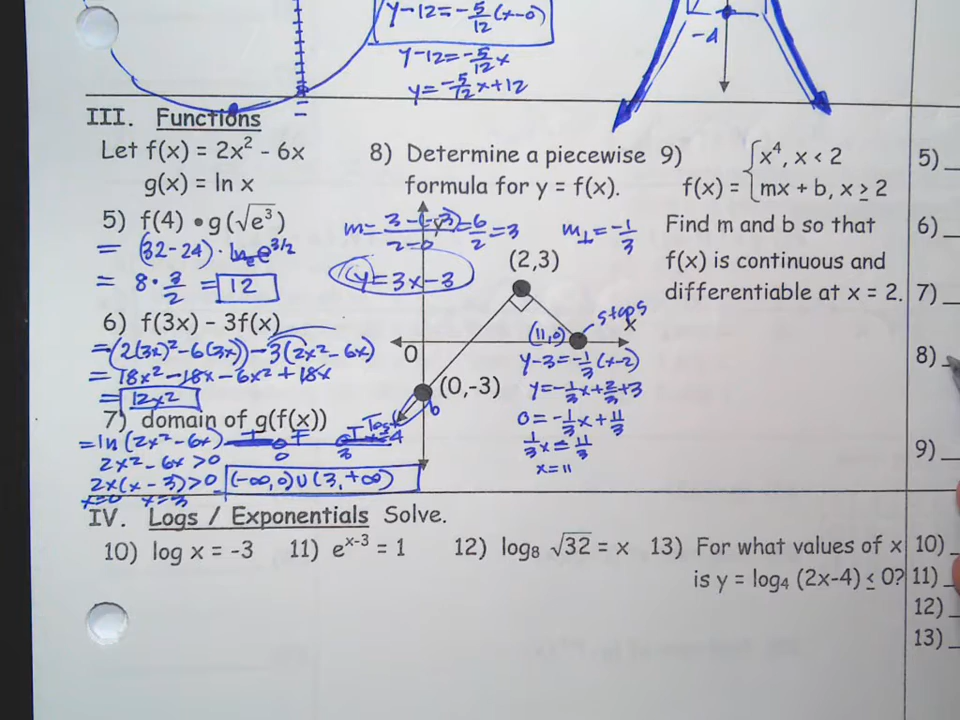 y-12=-5/12(x-0)
y-12=-5/12x
y=-5/12x+12
-4
III. Functions
Let f(x) = 2x² - 6x
g(x) = ln x
5) f(4) • g(√e³)
= (32-24) · ln e^3/2
= 8 · 3/2 = 12
6) f(3x) - 3f(x)
=(2(3x)²-6(3x))-3(2x²-6x)
= 18x²-18x-6x²+18x
= 12x2
7) domain of g(f(x))
=ln(2x²-6x)
2x²-6x>0
2x(x-3)>0
x=0 x=3
T F T
0 3
(-∞,0)∪(3,+∞)
8) Determine a piecewise
formula for y = f(x).
m=3-(-3)/2-0=6/2=3 m⊥=-1/3
y=3x-3
y
(2,3)
(11,0) stops
x
0
(0,-3)
y-3=-1/3(x-2)
y=-1/3x+2/3+3
0=-1/3x+11/3
1/3x=11/3
x=11
9) f(x) = { x⁴, x < 2
mx + b, x ≥ 2
Find m and b so that
f(x) is continuous and
differentiable at x = 2.
5)_
6)_
7)_
8)_
9)_
IV. Logs / Exponentials Solve.
10) log x = -3 11) e^x-3 = 1 12) log₈ √32 = x 13) For what values of x
is y = log₄ (2x-4) ≤ 0?
10)_
11)_
12)_
13)_